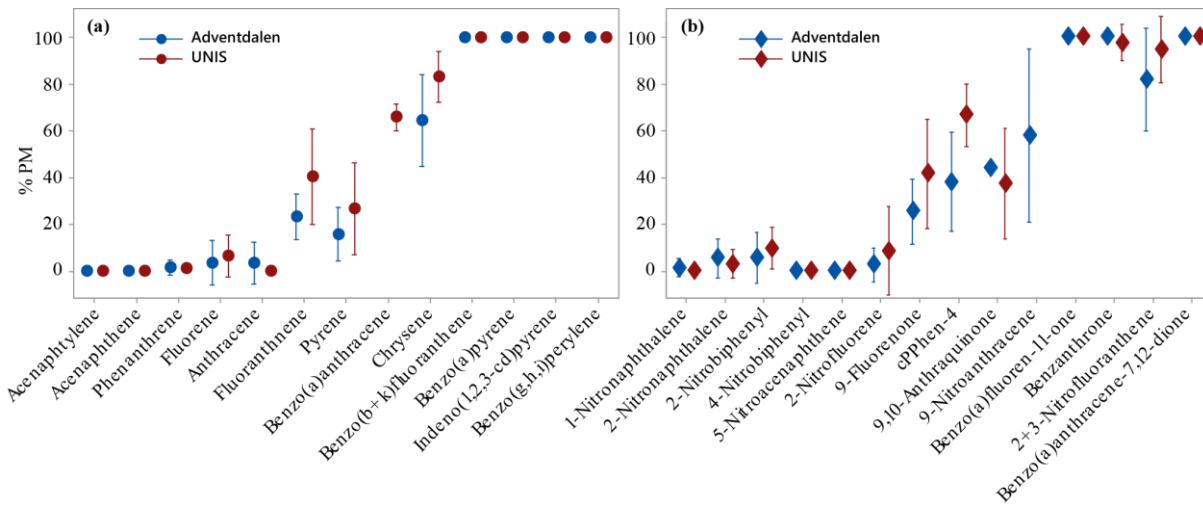 (a)
Adventdalen
UNIS
% PM
100
80
60
40
20
0
Acenaphtylene
Acenaphthene
Phenanthrene
Fluorene
Anthracene
Fluoranthnene
Pyrene
Benzo(a)anthracene
Chrysene
Benzo(b+k)fluoranthene
Benzo(a)pyrene
Indeno(1,2,3-cd)pyrene
Benzo(g,h,i)perylene
(b)
Adventdalen
UNIS
100
80
60
40
20
0
1-Nitronaphthalene
2-Nitronaphthalene
2-Nitrobiphenyl
4-Nitrobiphenyl
5-Nitroacenaphthene
2-Nitrofluorene
9-Fluorenone
cPPhen-4
9,10-Anthraquinone
9-Nitroanthracene
Benzo(a)fluoren-11-one
Benzanthrone
2+3-Nitrofluoranthene
Benzo(a)anthracene-7,12-dione